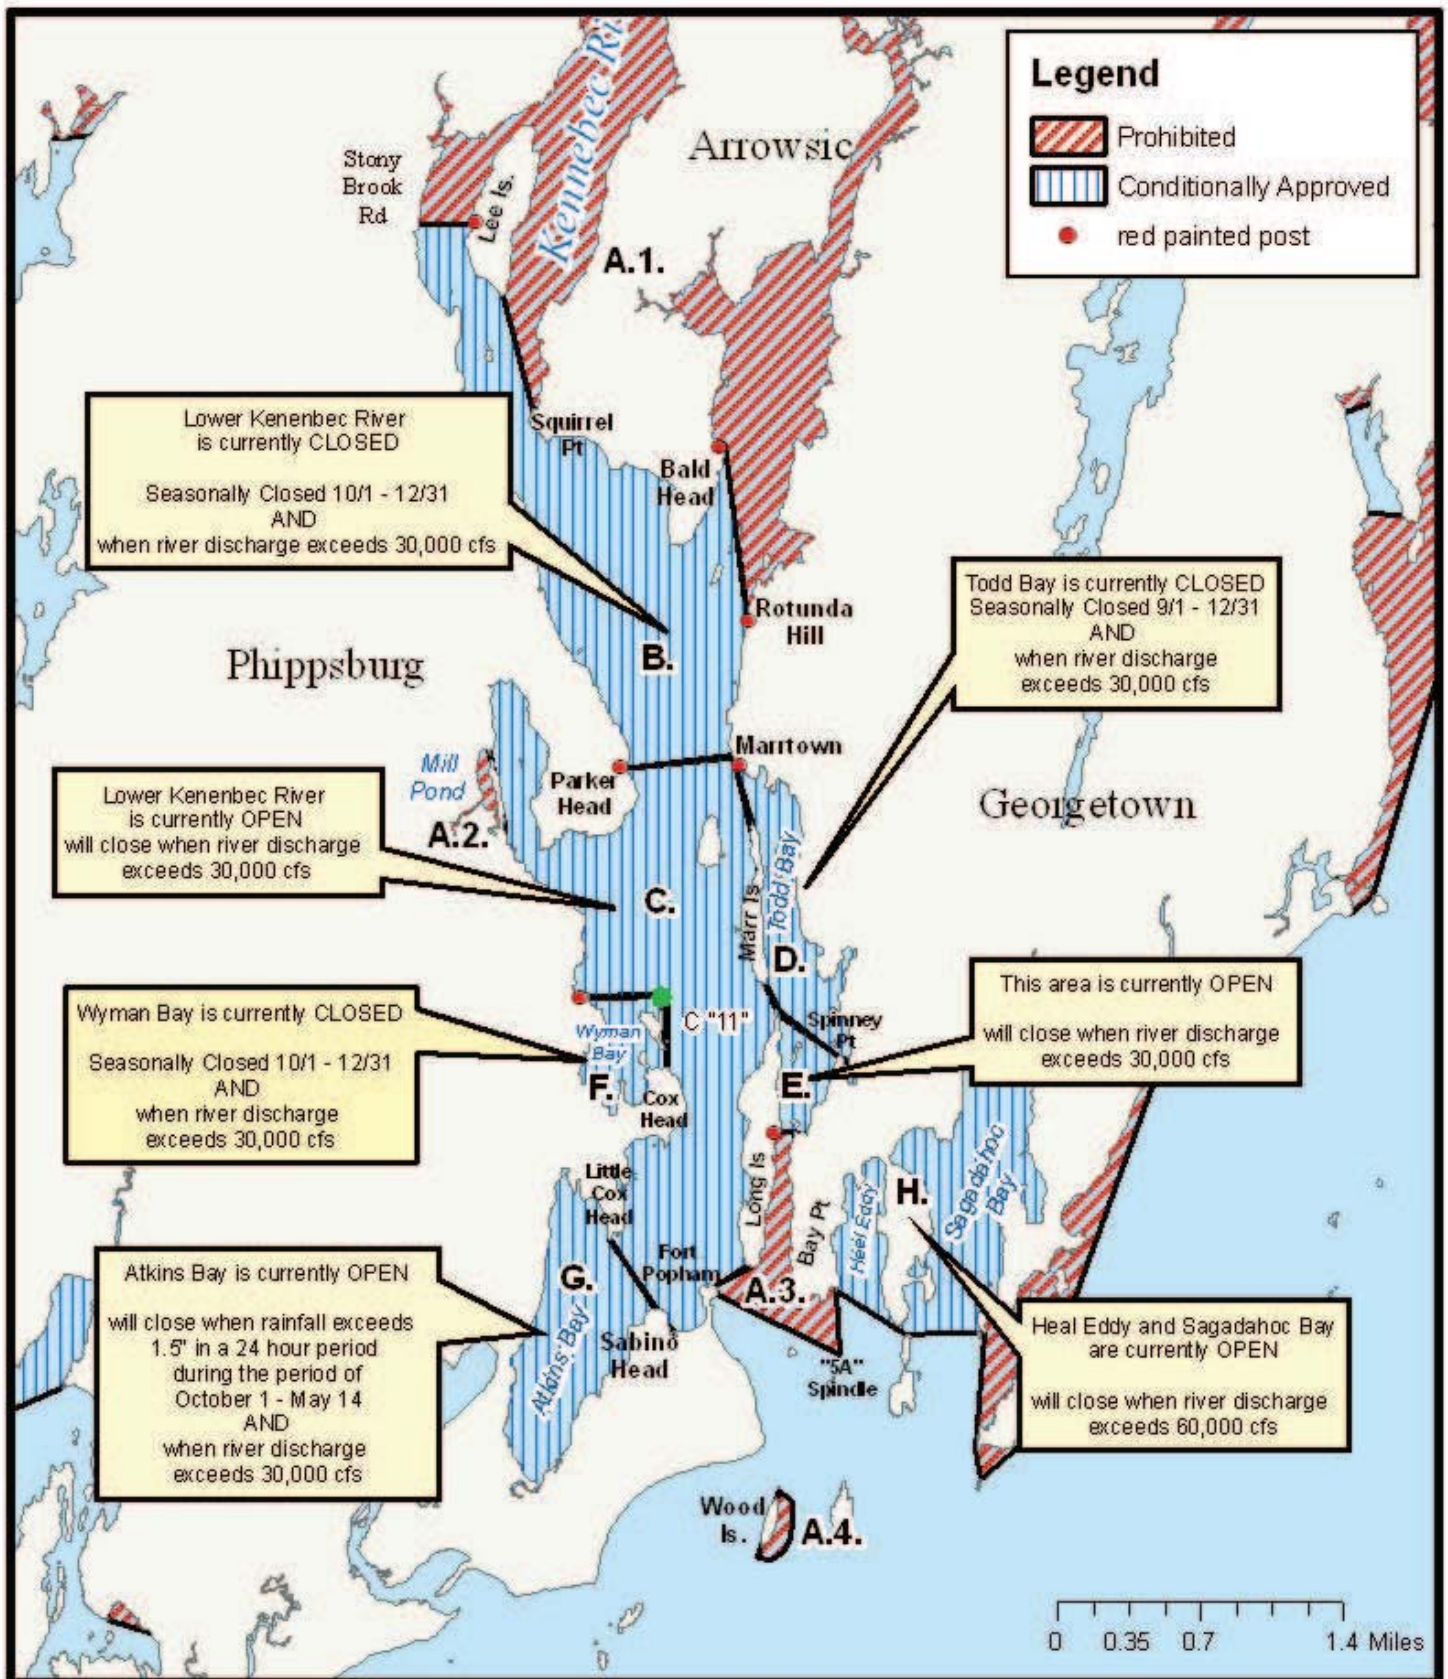 Legend
Prohibited
Conditionally Approved
red painted post
Kennebec Ri
Arrowsic
Stony
Brook
Rd
Lee Is.
A.1.
Lower Kenenbec River
is currently CLOSED
Seasonally Closed 10/1 - 12/31
AND
when river discharge exceeds 30,000 cfs
Squirrel
Pt
Bald
Head
Todd Bay is currently CLOSED
Seasonally Closed 9/1 - 12/31
AND
when river discharge
exceeds 30,000 cfs
Rotunda
Hill
B.
Phippsburg
Marrtown
Mill
Pond
Parker
Head
Georgetown
A.2.
Lower Kenenbec River
is currently OPEN
will close when river discharge
exceeds 30,000 cfs
C.
Marr Is
Todd Bay
D.
This area is currently OPEN
will close when river discharge
exceeds 30,000 cfs
Wyman Bay is currently CLOSED
Seasonally Closed 10/1 - 12/31
AND
when river discharge
exceeds 30,000 cfs
C "11"
Wyman
Bay
Spinney
Pt
F.
E.
Cox
Head
Little
Cox
Head
Long Is
Bay Pt
Heel Eddy
H.
Sagadahoc
Bay
Fort
Popham
A.3.
G.
Atkins Bay
Sabino
Head
"5A"
Spindle
Atkins Bay is currently OPEN
will close when rainfall exceeds
1.5" in a 24 hour period
during the period of
October 1 - May 14
AND
when river discharge
exceeds 30,000 cfs
Heal Eddy and Sagadahoc Bay
are currently OPEN
will close when river discharge
exceeds 60,000 cfs
Wood
Is.
A.4.
0 0.35 0.7 1.4 Miles